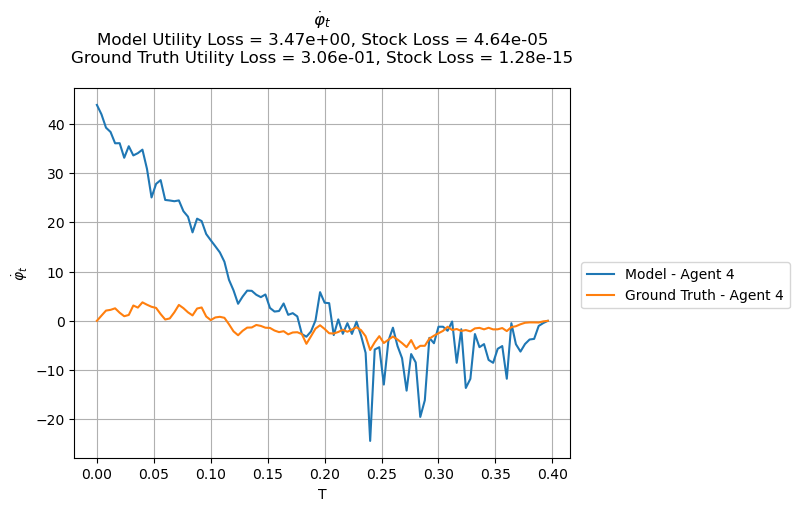 φ̇ₜ
Model Utility Loss = 3.47e+00, Stock Loss = 4.64e-05
Ground Truth Utility Loss = 3.06e-01, Stock Loss = 1.28e-15
φ̇ₜ
40
30
20
10
0
−10
−20
0.00 0.05 0.10 0.15 0.20 0.25 0.30 0.35 0.40
T
Model - Agent 4
Ground Truth - Agent 4